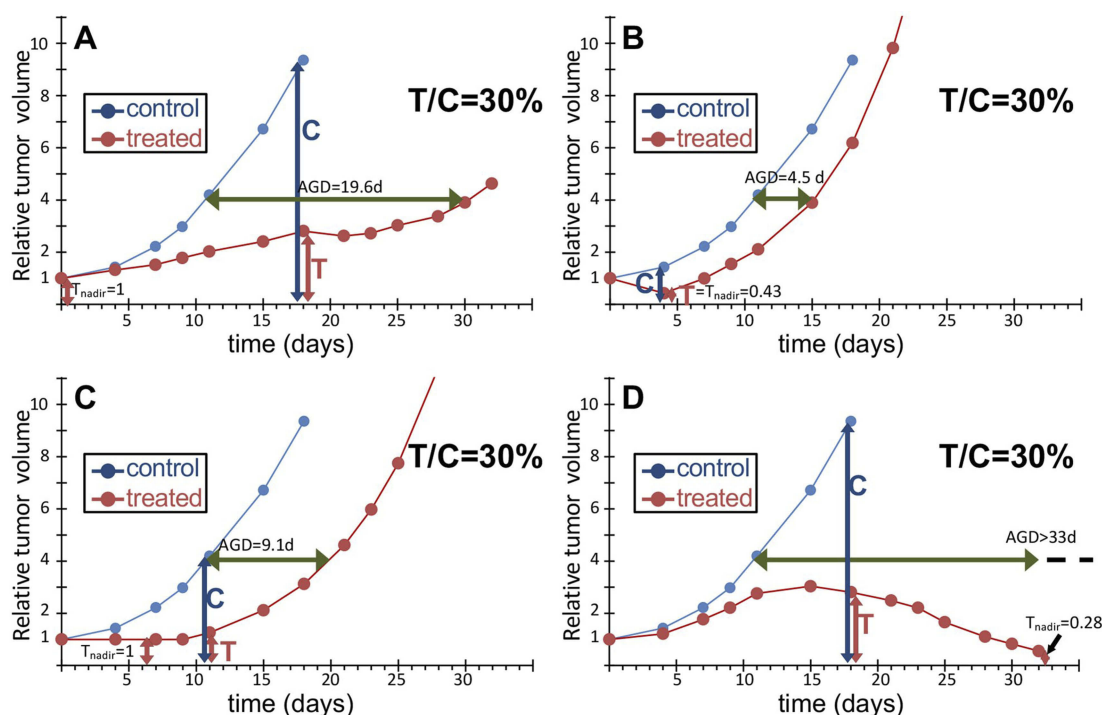 A
Relative tumor volume
10
8
6
4
2
1
control
treated
T/C=30%
C
AGD=19.6d
T
Tnadir=1
5 10 15 20 25 30
time (days)
B
Relative tumor volume
10
8
6
4
2
1
control
treated
T/C=30%
AGD=4.5 d
C
T=Tnadir=0.43
5 10 15 20 25 30
time (days)
C
Relative tumor volume
10
8
6
4
2
1
control
treated
T/C=30%
AGD=9.1d
C
Tnadir=1
T
5 10 15 20 25 30
time (days)
D
Relative tumor volume
10
8
6
4
2
1
control
treated
T/C=30%
C
AGD>33d
T
Tnadir=0.28
5 10 15 20 25 30
time (days)